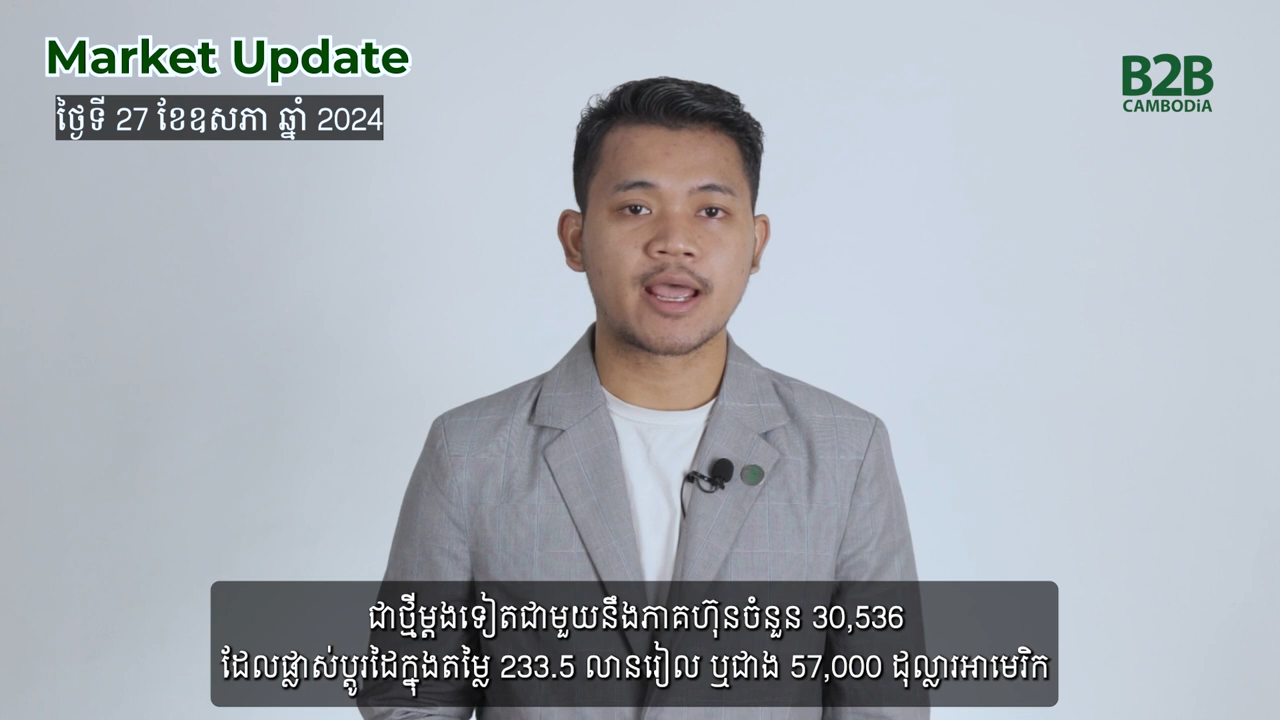 Market Update
ថ្ងៃទី 27 ខែឧសភា ឆ្នាំ 2024
B2B
CAMBODiA
ជាថ្មីម្តងទៀតជាមួយនឹងភាគហ៊ុនចំនួន 30,536
ដែលផ្លាស់ប្តូរដៃក្នុងតម្លៃ 233.5 លានរៀល ឬជាង 57,000 ដុល្លារអាមេរិក